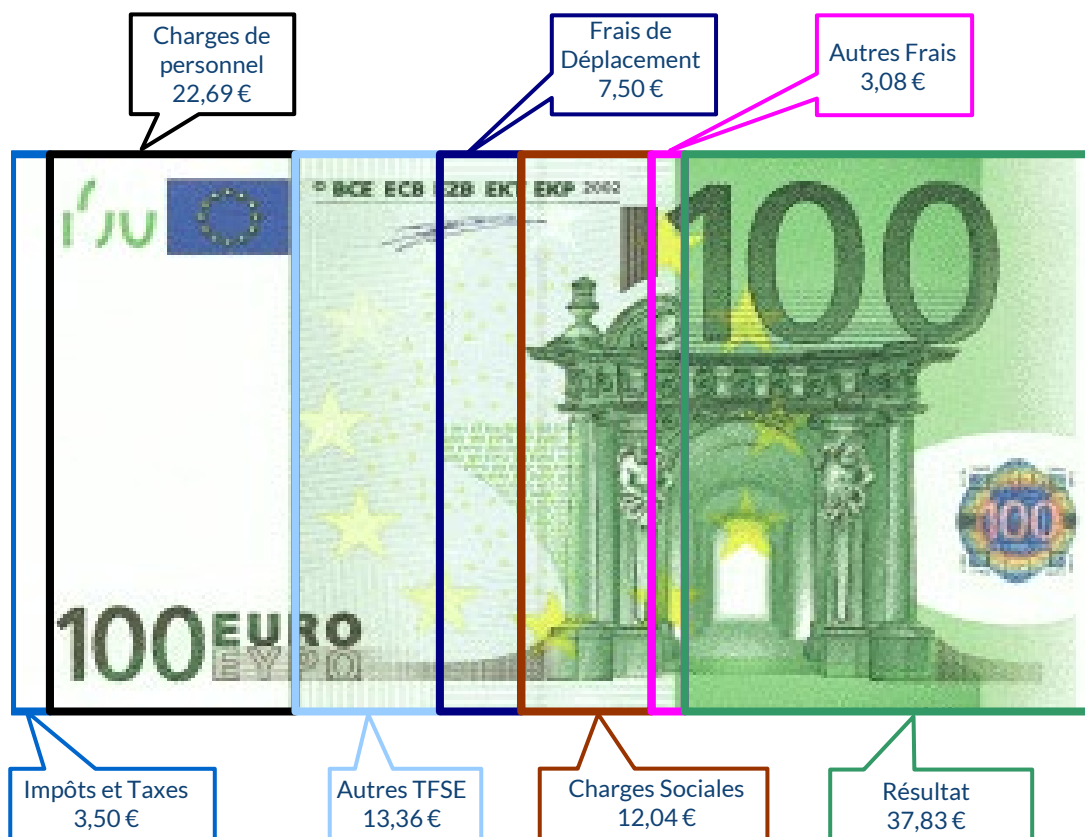 Charges de
personnel
22,69 €
Frais de
Déplacement
7,50 €
Autres Frais
3,08 €
© BCE ECB EZB EKT EKP 2002
100
100
100 EURO
ΕΥΡΩ
Impôts et Taxes
3,50 €
Autres TFSE
13,36 €
Charges Sociales
12,04 €
Résultat
37,83 €